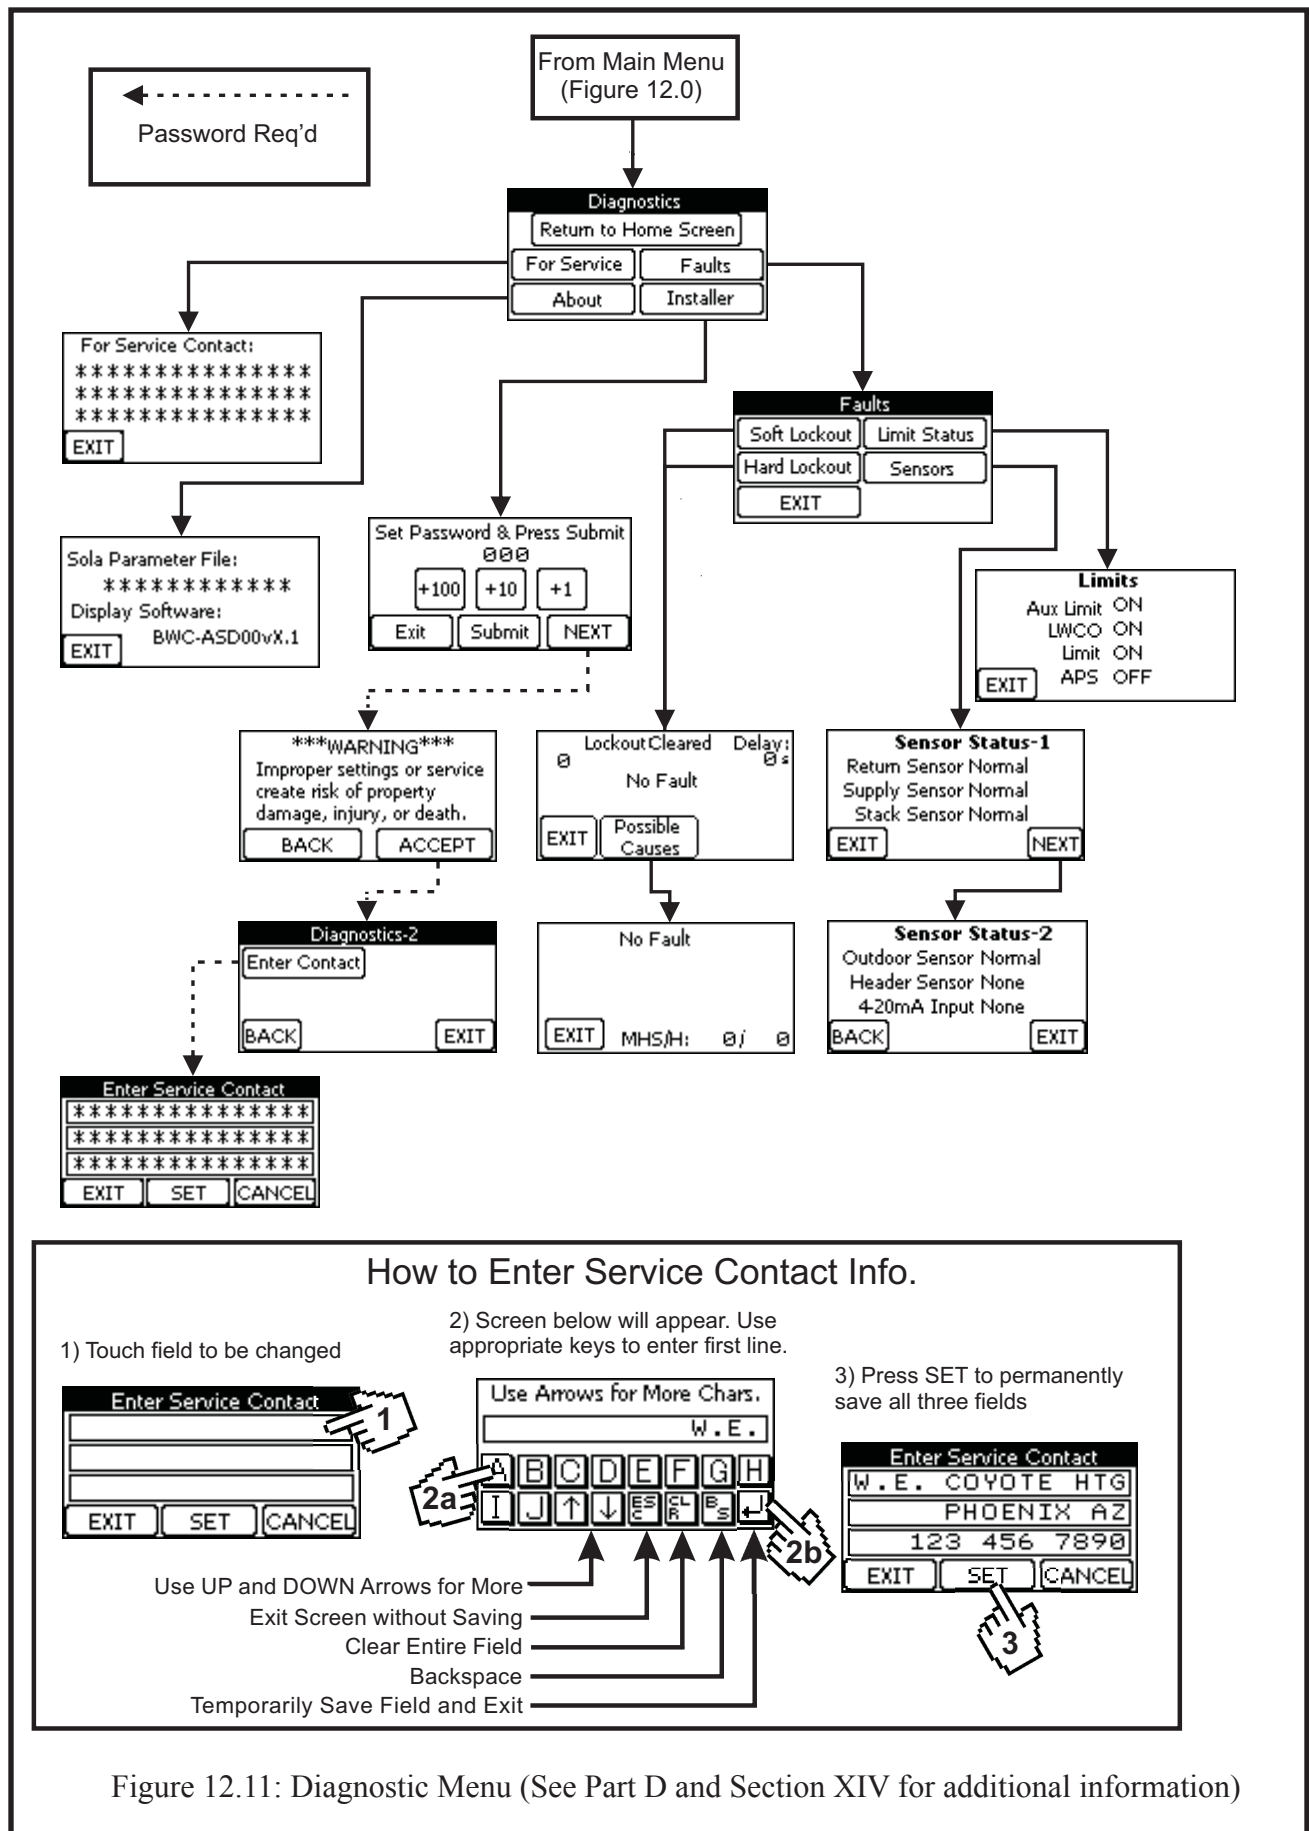 From Main Menu
(Figure 12.0)
Password Req’d
Diagnostics
Return to Home Screen
For Service
Faults
About
Installer
For Service Contact:
***************
***************
***************
EXIT
Faults
Soft Lockout
Limit Status
Hard Lockout
Sensors
EXIT
Sola Parameter File:
************
Display Software:
BWC-ASD00vX.1
EXIT
Set Password & Press Submit
000
+100
+10
+1
Exit
Submit
NEXT
Limits
Aux Limit ON
LWCO ON
Limit ON
APS OFF
EXIT
***WARNING***
Improper settings or service
create risk of property
damage, injury, or death.
BACK
ACCEPT
Lockout Cleared Delay:
0 0s
No Fault
EXIT
Possible
Causes
Sensor Status-1
Return Sensor Normal
Supply Sensor Normal
Stack Sensor Normal
EXIT
NEXT
Diagnostics-2
Enter Contact
BACK
EXIT
No Fault
EXIT
MHS/H: 0/ 0
Sensor Status-2
Outdoor Sensor Normal
Header Sensor None
4-20mA Input None
BACK
EXIT
Enter Service Contact
***************
***************
***************
EXIT
SET
CANCEL
How to Enter Service Contact Info.
1) Touch field to be changed
Enter Service Contact
1
EXIT
SET
CANCEL
2) Screen below will appear. Use
appropriate keys to enter first line.
Use Arrows for More Chars.
W.E.
A B C D E F G H
I J ↑ ↓ ESC CLR BS ↵
2a
2b
Use UP and DOWN Arrows for More
Exit Screen without Saving
Clear Entire Field
Backspace
Temporarily Save Field and Exit
3) Press SET to permanently
save all three fields
Enter Service Contact
W.E. COYOTE HTG
PHOENIX AZ
123 456 7890
EXIT
SET
CANCEL
3
Figure 12.11: Diagnostic Menu (See Part D and Section XIV for additional information)